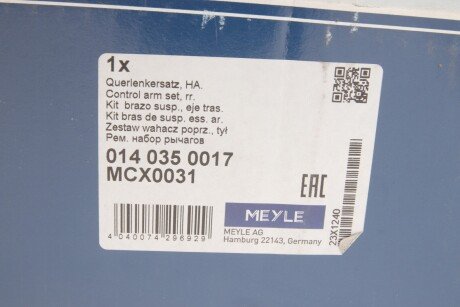 1x
Querlenkersatz, HA.
Control arm set, rr.
Kit brazo susp., eje tras.
Kit bras de susp. ess. ar.
Zestaw wahacz poprz., tył
Рем. набор рычагов
014 035 0017
MCX0031
EAC
MEYLE
MEYLE AG
Hamburg 22143, Germany
4 040074 296929
23X1240